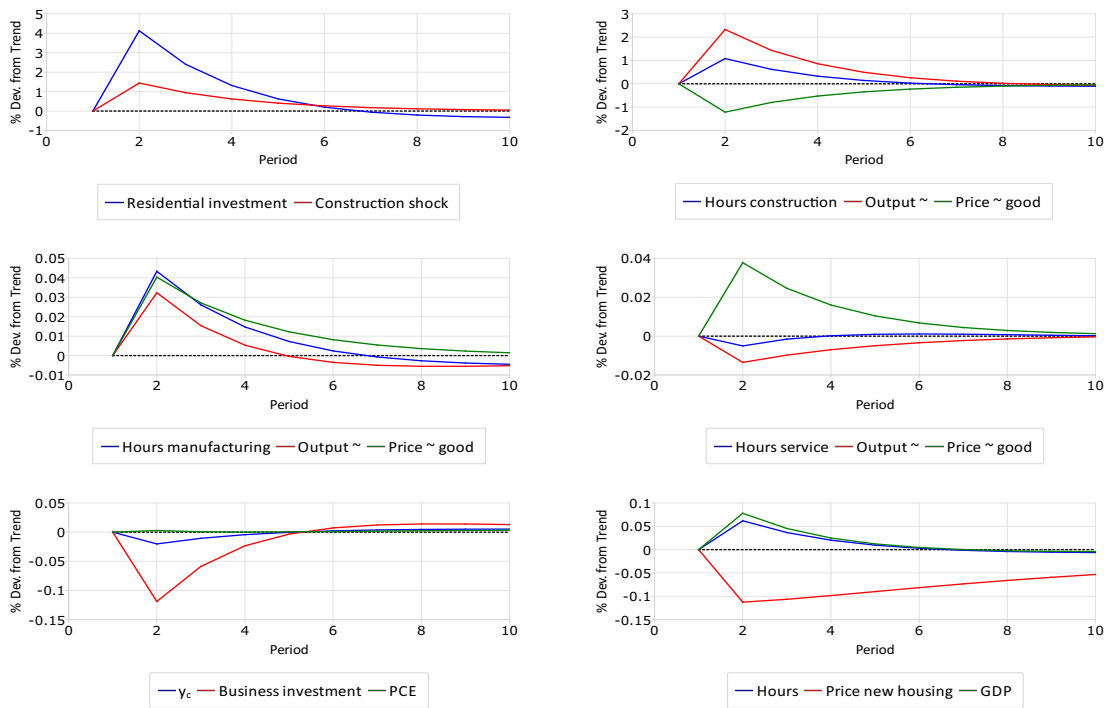 % Dev. from Trend
5
4
3
2
1
0
-1
0 2 4 6 8 10
Period
Residential investment Construction shock
% Dev. from Trend
3
2
1
0
-1
-2
0 2 4 6 8 10
Period
Hours construction Output ~ Price ~ good
% Dev. from Trend
0.05
0.04
0.03
0.02
0.01
0
-0.01
0 2 4 6 8 10
Period
Hours manufacturing Output ~ Price ~ good
% Dev. from Trend
0.04
0.02
0
-0.02
0 2 4 6 8 10
Period
Hours service Output ~ Price ~ good
% Dev. from Trend
0.05
0
-0.05
-0.1
-0.15
0 2 4 6 8 10
Period
y꜀ Business investment PCE
% Dev. from Trend
0.1
0.05
0
-0.05
-0.1
-0.15
0 2 4 6 8 10
Period
Hours Price new housing GDP